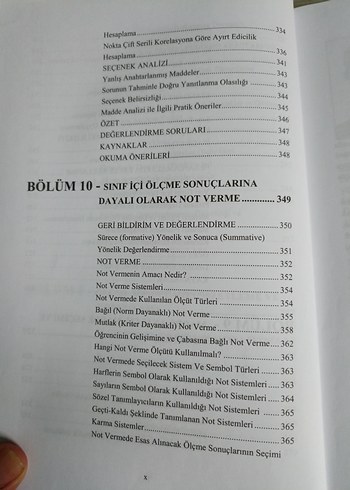 Hesaplama ........ 334
Nokta Çift Serili Korelasyona Göre Ayırt Edicilik
Hesaplama ........ 336
SEÇENEK ANALİZİ ........ 341
Yanlış Anahtarlanmış Maddeler ........ 343
Sorunun Tahminle Doğru Yanıtlanma Olasılığı ........ 343
Seçenek Belirsizliği ........ 344
Madde Analizi ile İlgili Pratik Öneriler ........ 345
ÖZET ........ 346
DEĞERLENDİRME SORULARI ........ 347
KAYNAKLAR ........ 348
OKUMA ÖNERİLERİ ........ 348
BÖLÜM 10 - SINIF İÇİ ÖLÇME SONUÇLARINA
DAYALI OLARAK NOT VERME ............ 349
GERİ BİLDİRİM VE DEĞERLENDİRME ........ 350
Sürece (formative) Yönelik ve Sonuca (Summative)
Yönelik Değerlendirme ........ 351
NOT VERME ........ 352
Not Vermenin Amacı Nedir? ........ 352
Not Verme Sistemleri ........ 354
Not Vermede Kullanılan Ölçüt Türleri ........ 354
Bağıl (Norm Dayanaklı) Not Verme ........ 355
Mutlak (Kriter Dayanaklı) Not Verme ........ 358
Öğrencinin Gelişimine ve Çabasına Bağlı Not Verme .... 362
Hangi Not Verme Ölçütü Kullanılmalı? ........ 363
Not Vermede Seçilecek Sistem Ve Sembol Türleri ........ 363
Harflerin Sembol Olarak Kullanıldığı Not Sistemleri ..... 363
Sayıların Sembol Olarak Kullanıldığı Not Sistemleri ..... 364
Sözel Tanımlayıcıların Kullanıldığı Not Sistemleri ....... 365
Geçti-Kaldı Şeklinde Tanımlanan Not Sistemleri ........ 365
Karma Sistemler ........ 365
Not Vermede Esas Alınacak Ölçme Sonuçlarının Seçimi
x